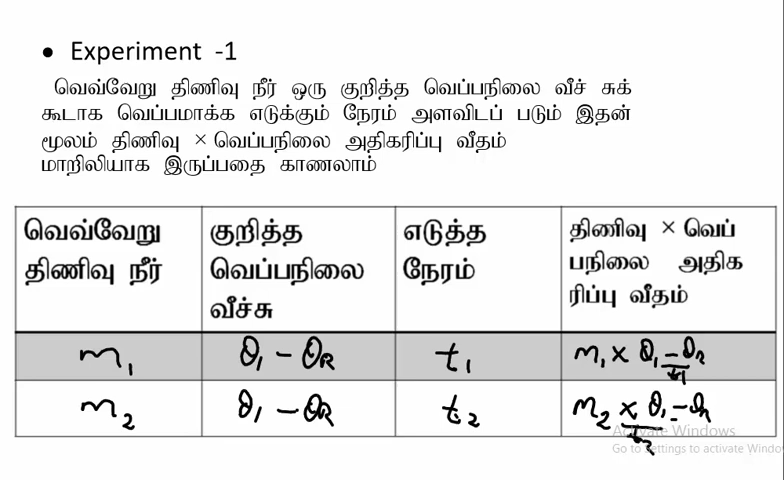 • Experiment -1
வெவ்வேறு திணிவு நீர் ஒரு குறித்த வெப்பநிலை வீச் சுக்
கூடாக வெப்பமாக்க எடுக்கும் நேரம் அளவிடப் படும் இதன்
மூலம் திணிவு × வெப்பநிலை அதிகரிப்பு வீதம்
மாறிலியாக இருப்பதை காணலாம்
வெவ்வேறு
திணிவு நீர்
குறித்த
வெப்பநிலை
வீச்சு
எடுத்த
நேரம்
திணிவு × வெப்
பநிலை அதிக
ரிப்பு வீதம்
m₁
θ₁ - θR
t₁
m₁ × θ₁ - θR
t₁
m₂
θ₁ - θR
t₂
m₂ × θ₁ - θR
t₂
Activate Windows
Go to Settings to activate Windo